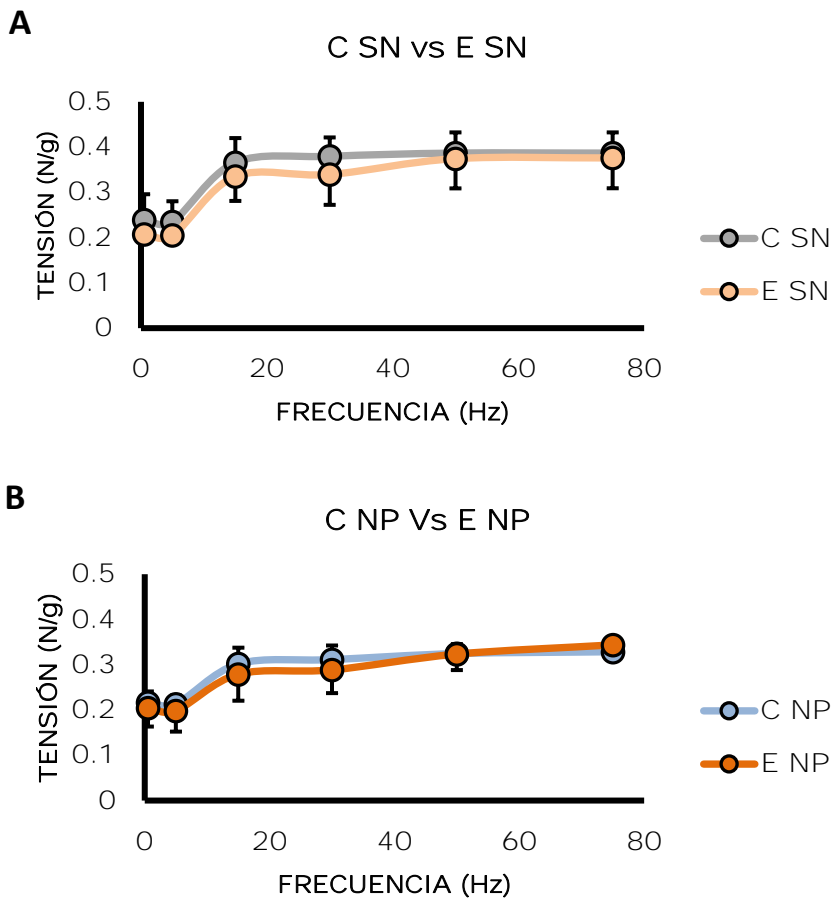 A
C SN vs E SN
TENSIÓN (N/g)
0.5
0.4
0.3
0.2
0.1
0
0 20 40 60 80
FRECUENCIA (Hz)
C SN
E SN
B
C NP Vs E NP
TENSIÓN (N/g)
0.5
0.4
0.3
0.2
0.1
0
0 20 40 60 80
FRECUENCIA (Hz)
C NP
E NP